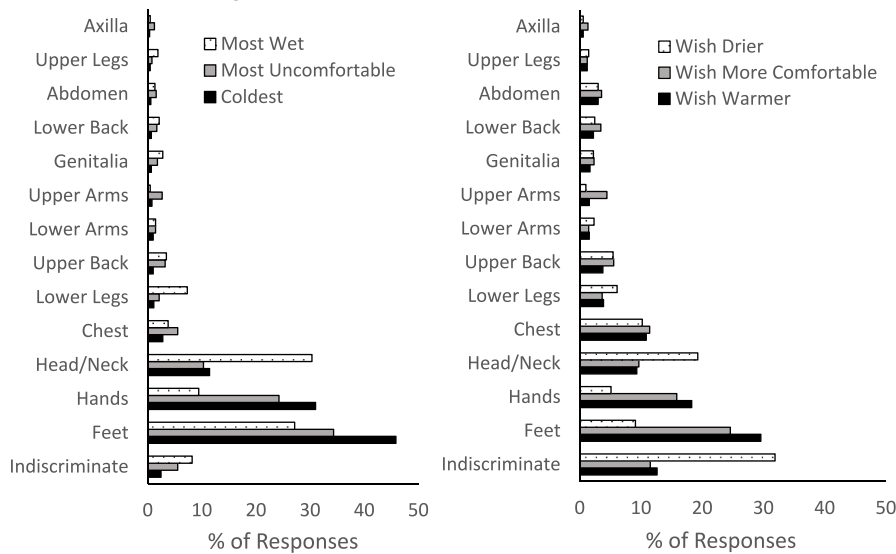 Axilla
Upper Legs
Abdomen
Lower Back
Genitalia
Upper Arms
Lower Arms
Upper Back
Lower Legs
Chest
Head/Neck
Hands
Feet
Indiscriminate
Most Wet
Most Uncomfortable
Coldest
0 10 20 30 40 50
% of Responses
Axilla
Upper Legs
Abdomen
Lower Back
Genitalia
Upper Arms
Lower Arms
Upper Back
Lower Legs
Chest
Head/Neck
Hands
Feet
Indiscriminate
Wish Drier
Wish More Comfortable
Wish Warmer
0 10 20 30 40 50
% of Responses